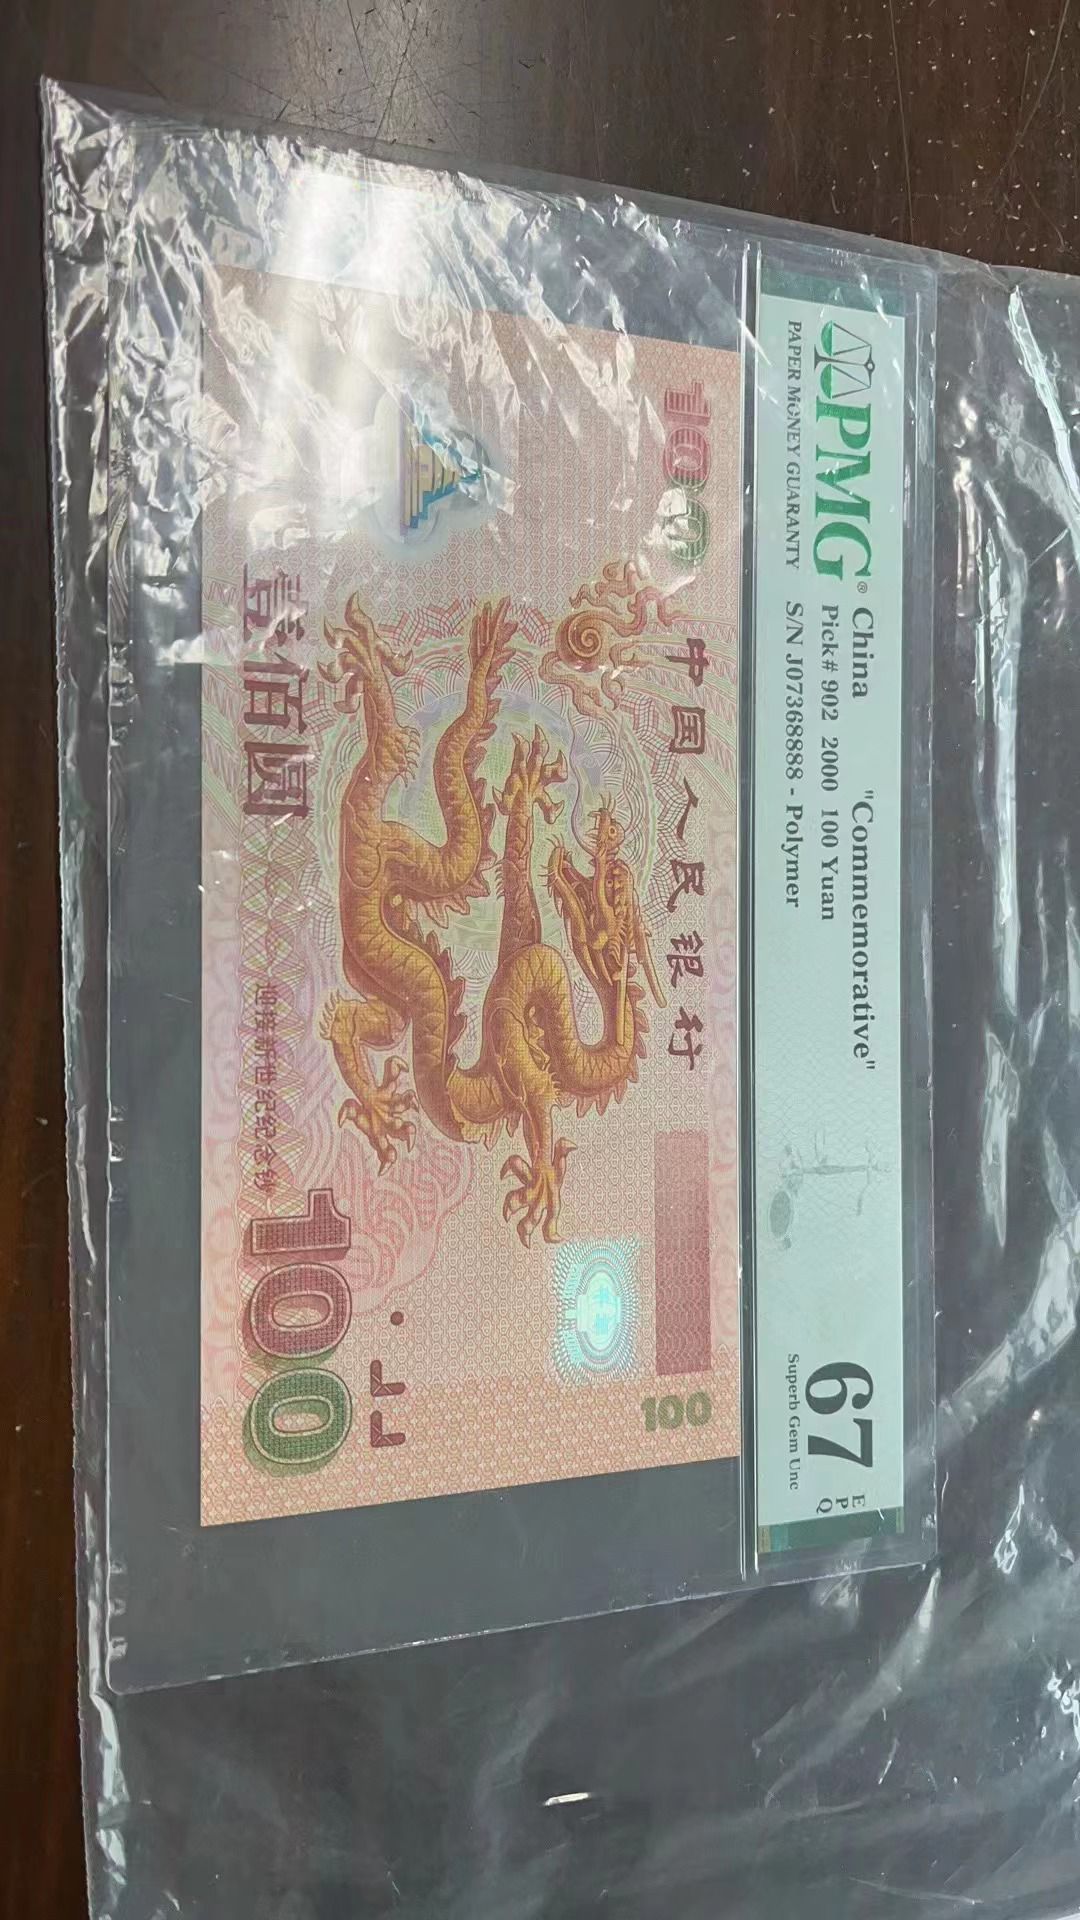 PMG®
PAPER MONEY GUARANTY
China "Commemorative"
Pick# 902 2000 100 Yuan
S/N J07368888 - Polymer
67
EPQ
Superb Gem Unc
100
中国人民银行
100
壹佰圆
迎接新世纪纪念钞
100